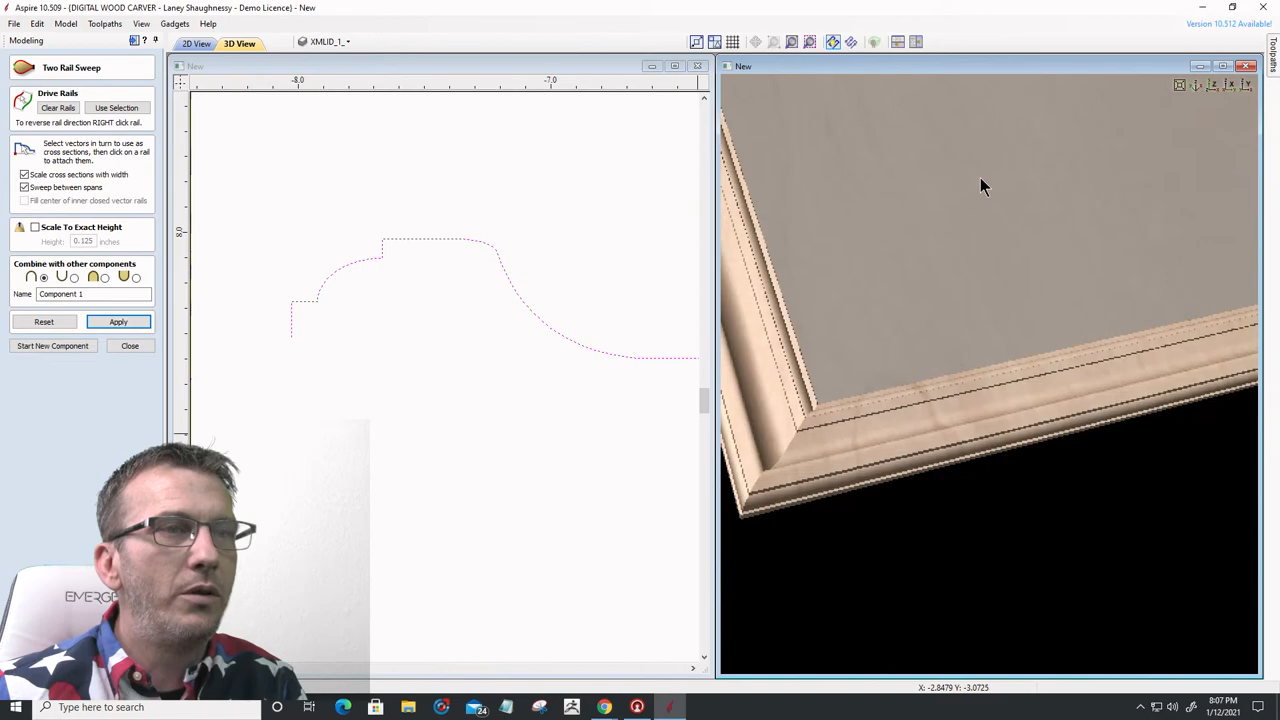 Aspire 10.509 - (DIGITAL WOOD CARVER - Laney Shaughnessy - Demo Licence) - New
File Edit Model Toolpaths View Gadgets Help
Version 10.512 Available!
Modeling
2D View 3D View XMLID_1_
Toolpaths
Two Rail Sweep
Drive Rails
Clear Rails Use Selection
To reverse rail direction RIGHT click rail.
Select vectors in turn to use as
cross sections, then click on a rail
to attach them.
Scale cross sections with width
Sweep between spans
Fill center of inner closed vector rails
Scale To Exact Height
Height: 0.125 inches
Combine with other components
Name Component 1
Reset Apply
Start New Component Close
New
-8.0 -7.0
8.0
New
EMERGE
X: -2.8479 Y: -3.0725
Type here to search
24
8:07 PM
1/12/2021